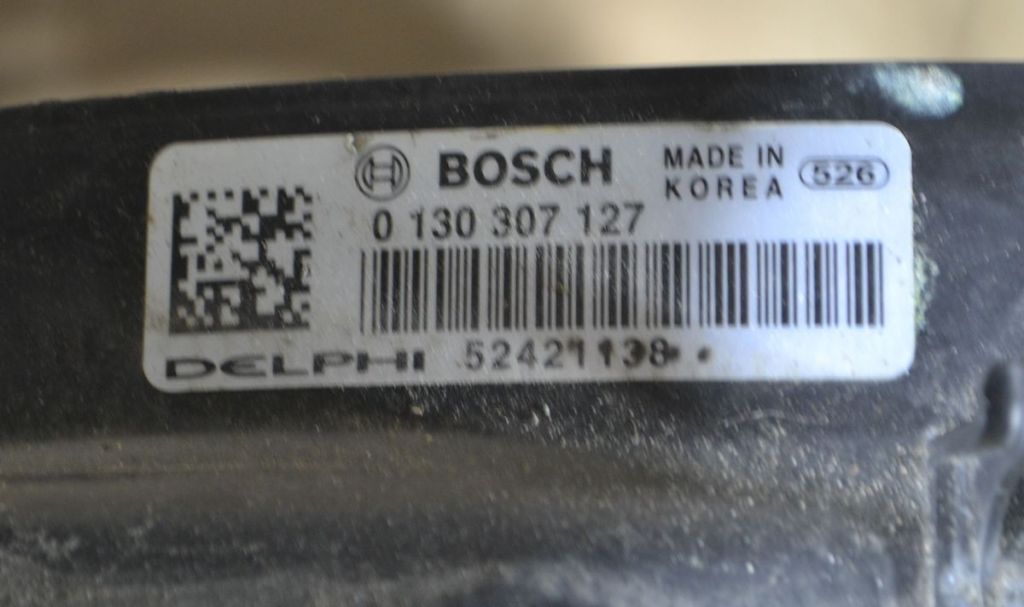 BOSCH
MADE IN
KOREA
526
0 130 307 127
DELPHI 52421138